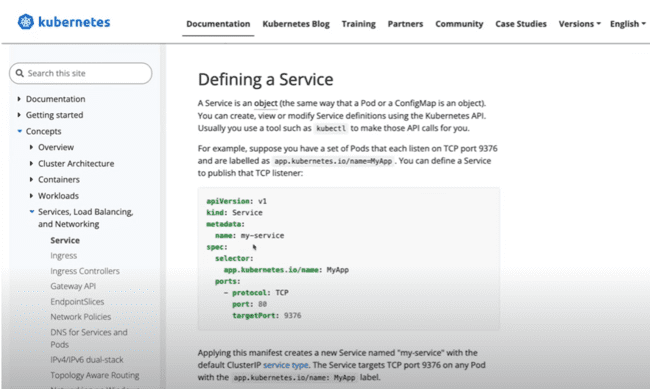 kubernetes
Documentation Kubernetes Blog Training Partners Community Case Studies Versions English
Search this site
Documentation
Getting started
Concepts
Overview
Cluster Architecture
Containers
Workloads
Services, Load Balancing,
and Networking
Service
Ingress
Ingress Controllers
Gateway API
EndpointSlices
Network Policies
DNS for Services and
Pods
IPv4/IPv6 dual-stack
Topology Aware Routing
Defining a Service
A Service is an object (the same way that a Pod or a ConfigMap is an object).
You can create, view or modify Service definitions using the Kubernetes API.
Usually you use a tool such as kubectl to make those API calls for you.
For example, suppose you have a set of Pods that each listen on TCP port 9376
and are labelled as app.kubernetes.io/name=MyApp . You can define a Service
to publish that TCP listener:
apiVersion: v1
kind: Service
metadata:
  name: my-service
spec:
  selector:
    app.kubernetes.io/name: MyApp
  ports:
    - protocol: TCP
      port: 80
      targetPort: 9376
Applying this manifest creates a new Service named "my-service" with the
default ClusterIP service type. The Service targets TCP port 9376 on any Pod
with the app.kubernetes.io/name: MyApp label.